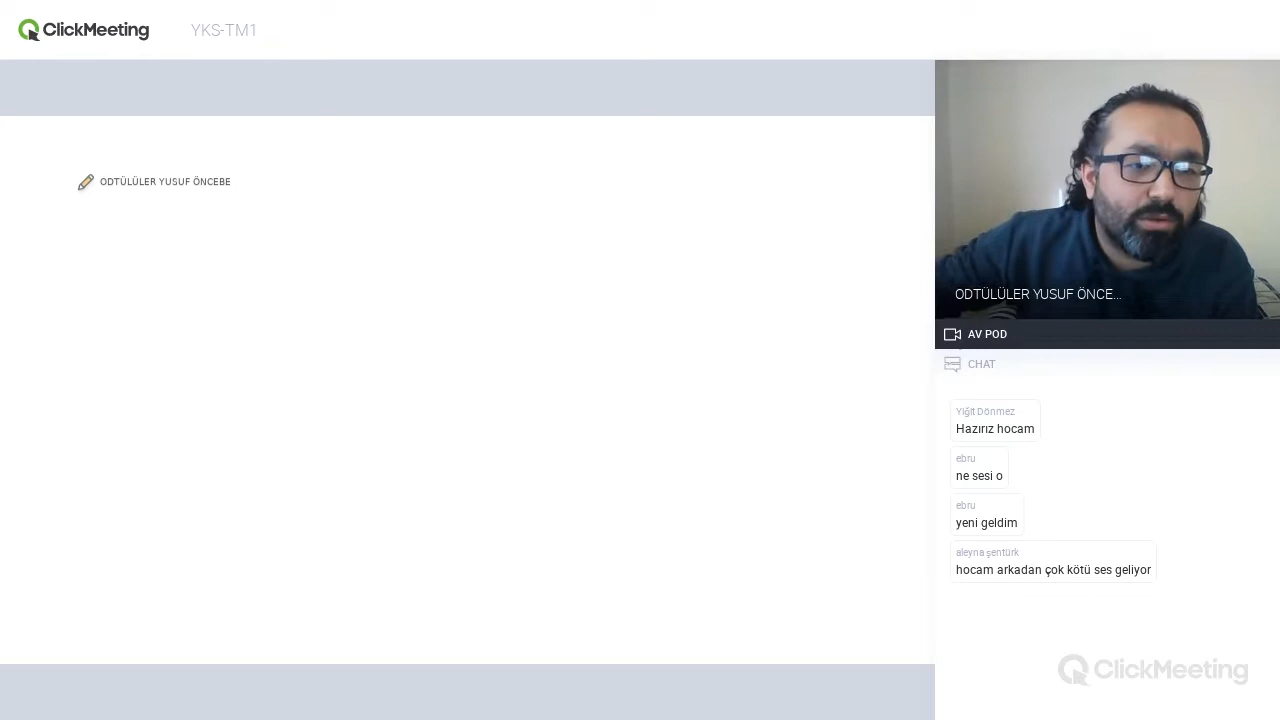 ClickMeeting YKS-TM1
ODTÜLÜLER YUSUF ÖNCEBE
ODTÜLÜLER YUSUF ÖNCE...
AV POD
CHAT
Yiğit Dönmez
Hazırız hocam
ebru
ne sesi o
ebru
yeni geldim
aleyna şentürk
hocam arkadan çok kötü ses geliyor
ClickMeeting